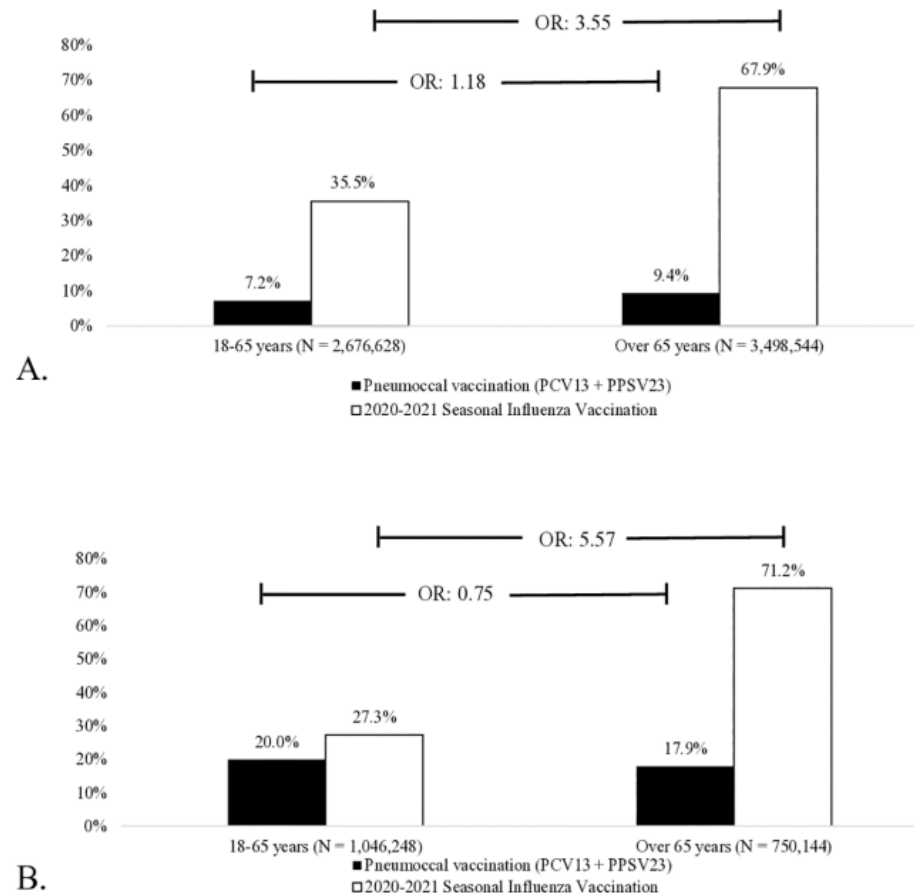 OR: 3.55
80%
70%
OR: 1.18
67.9%
60%
50%
40%
35.5%
30%
20%
10%
7.2%
9.4%
0%
18-65 years (N = 2,676,628)
Over 65 years (N = 3,498,544)
A.
Pneumoccal vaccination (PCV13 + PPSV23)
2020-2021 Seasonal Influenza Vaccination
OR: 5.57
80%
71.2%
70%
OR: 0.75
60%
50%
40%
30%
27.3%
20%
20.0%
17.9%
10%
0%
18-65 years (N = 1,046,248)
Over 65 years (N = 750,144)
Pneumoccal vaccination (PCV13 + PPSV23)
B.
2020-2021 Seasonal Influenza Vaccination